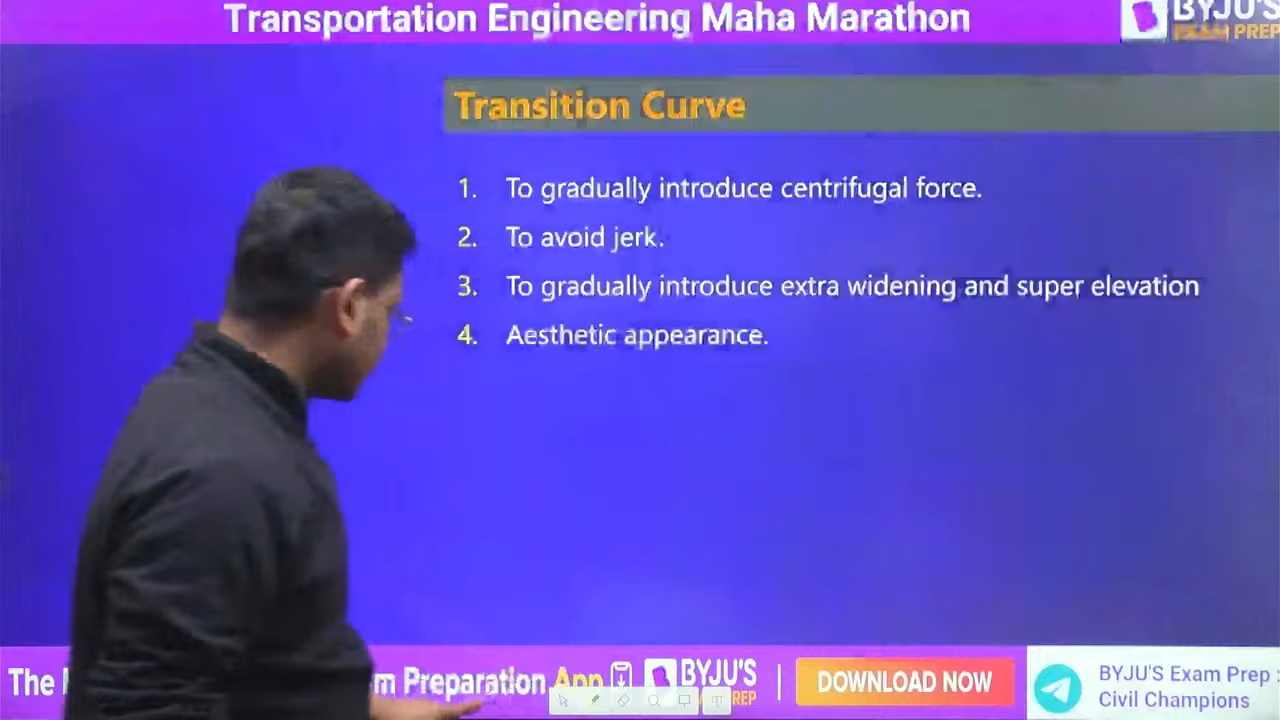 Transportation Engineering Maha Marathon
BYJU'S
EXAM PREP
Transition Curve
1. To gradually introduce centrifugal force.
2. To avoid jerk.
3. To gradually introduce extra widening and super elevation
4. Aesthetic appearance.
The
m Preparation App
BYJU'S
PREP
DOWNLOAD NOW
BYJU'S Exam Prep :
Civil Champions